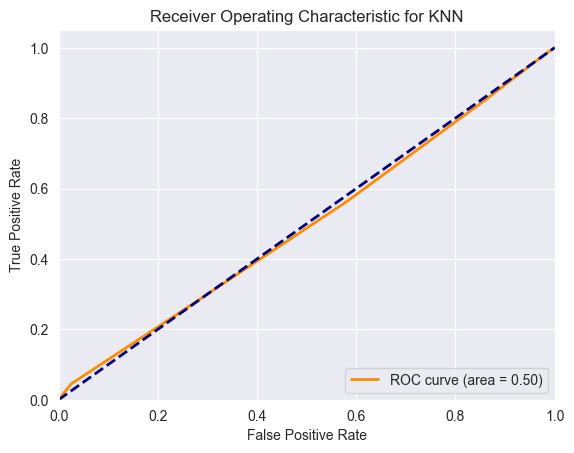 Receiver Operating Characteristic for KNN
True Positive Rate
1.0
0.8
0.6
0.4
0.2
0.0
ROC curve (area = 0.50)
0.0 0.2 0.4 0.6 0.8 1.0
False Positive Rate